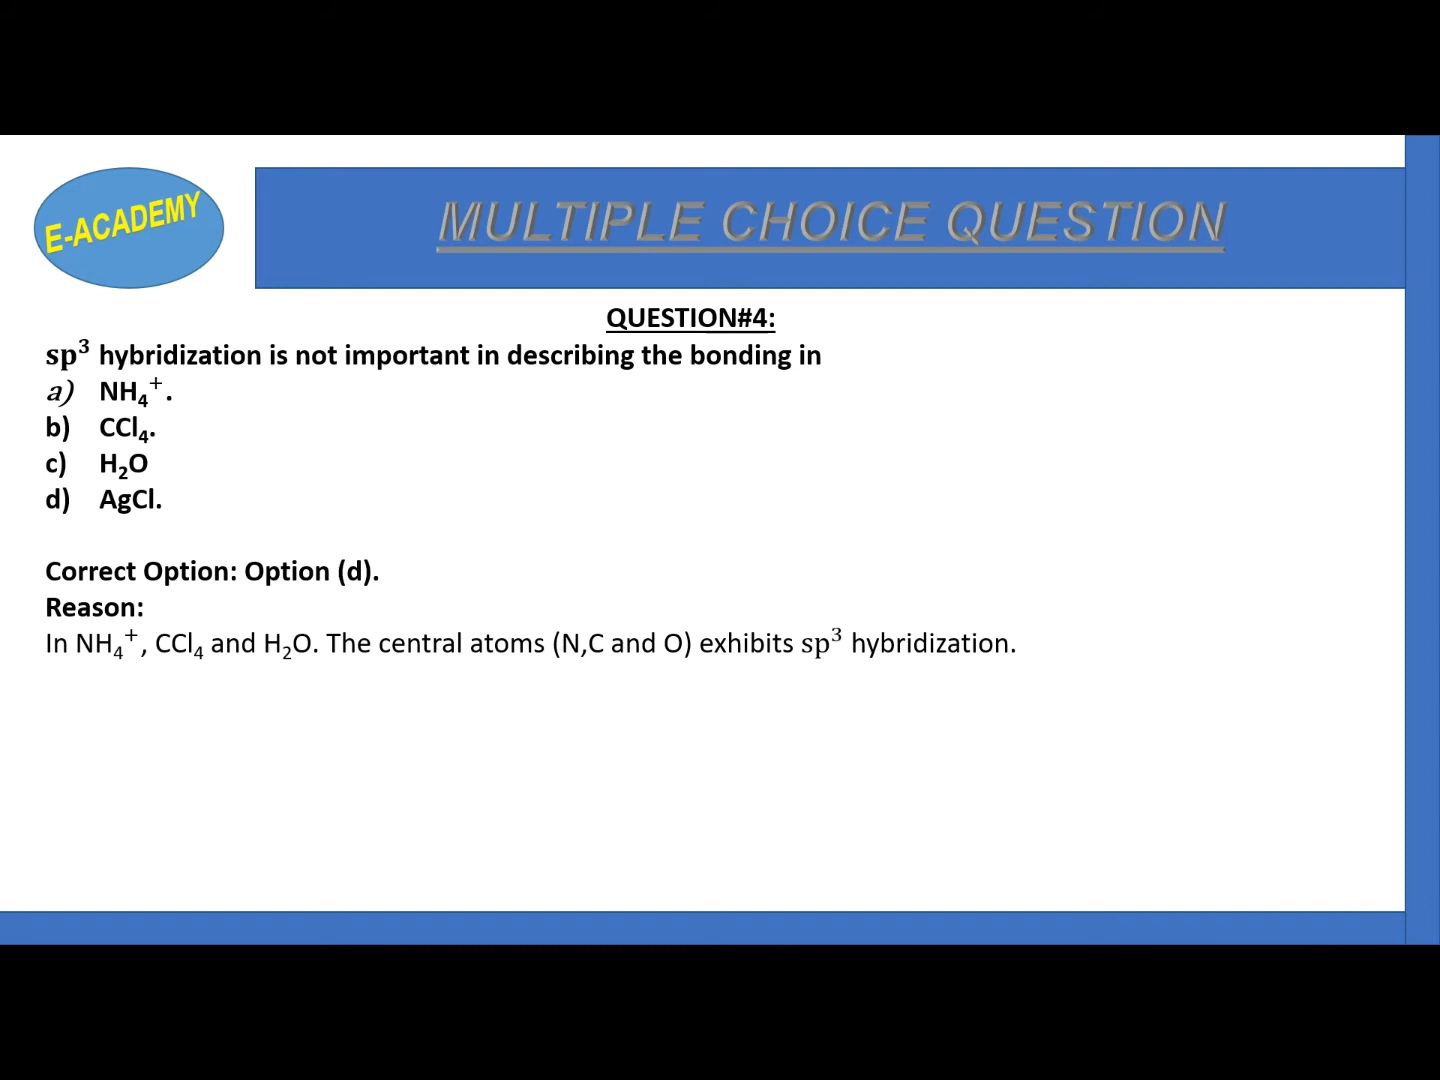 E-ACADEMY
MULTIPLE CHOICE QUESTION
QUESTION#4:
sp³ hybridization is not important in describing the bonding in
a) NH₄⁺.
b) CCl₄.
c) H₂O
d) AgCl.
Correct Option: Option (d).
Reason:
In NH₄⁺, CCl₄ and H₂O. The central atoms (N,C and O) exhibits sp³ hybridization.